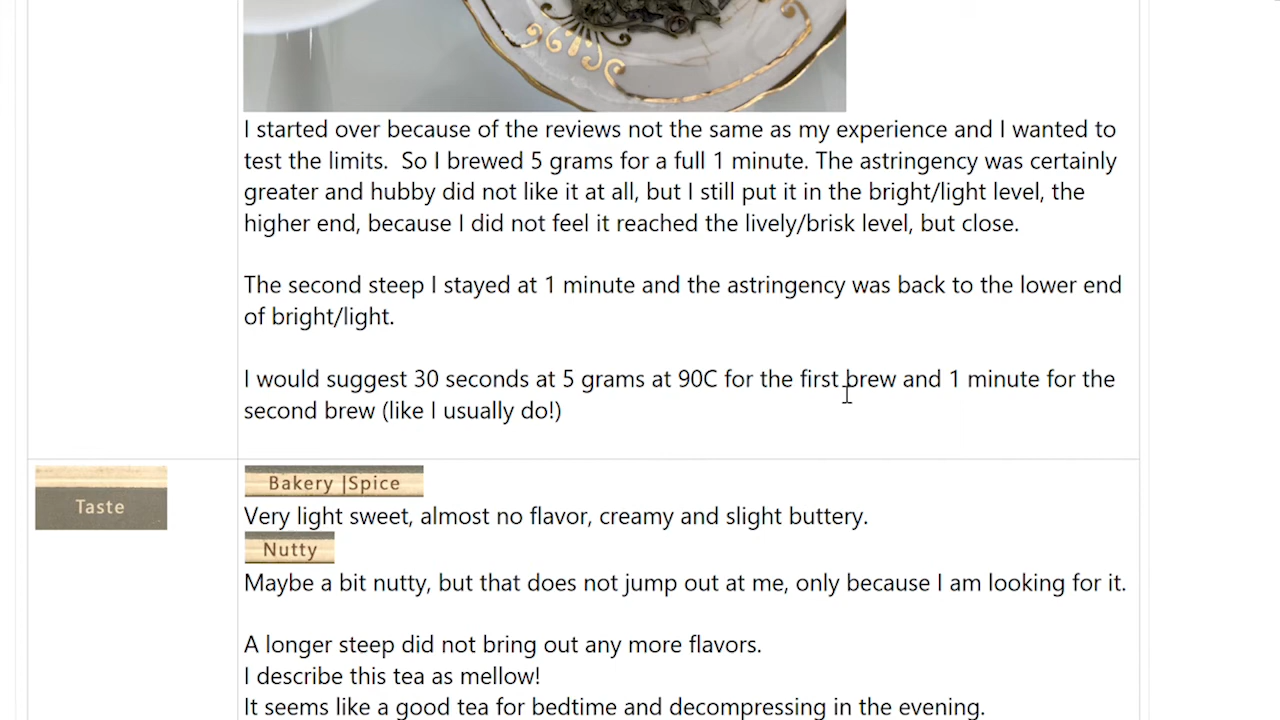 I started over because of the reviews not the same as my experience and I wanted to
test the limits.  So I brewed 5 grams for a full 1 minute. The astringency was certainly
greater and hubby did not like it at all, but I still put it in the bright/light level, the
higher end, because I did not feel it reached the lively/brisk level, but close.
The second steep I stayed at 1 minute and the astringency was back to the lower end
of bright/light.
I would suggest 30 seconds at 5 grams at 90C for the first brew and 1 minute for the
second brew (like I usually do!)
Taste
Bakery |Spice
Very light sweet, almost no flavor, creamy and slight buttery.
Nutty
Maybe a bit nutty, but that does not jump out at me, only because I am looking for it.
A longer steep did not bring out any more flavors.
I describe this tea as mellow!
It seems like a good tea for bedtime and decompressing in the evening.